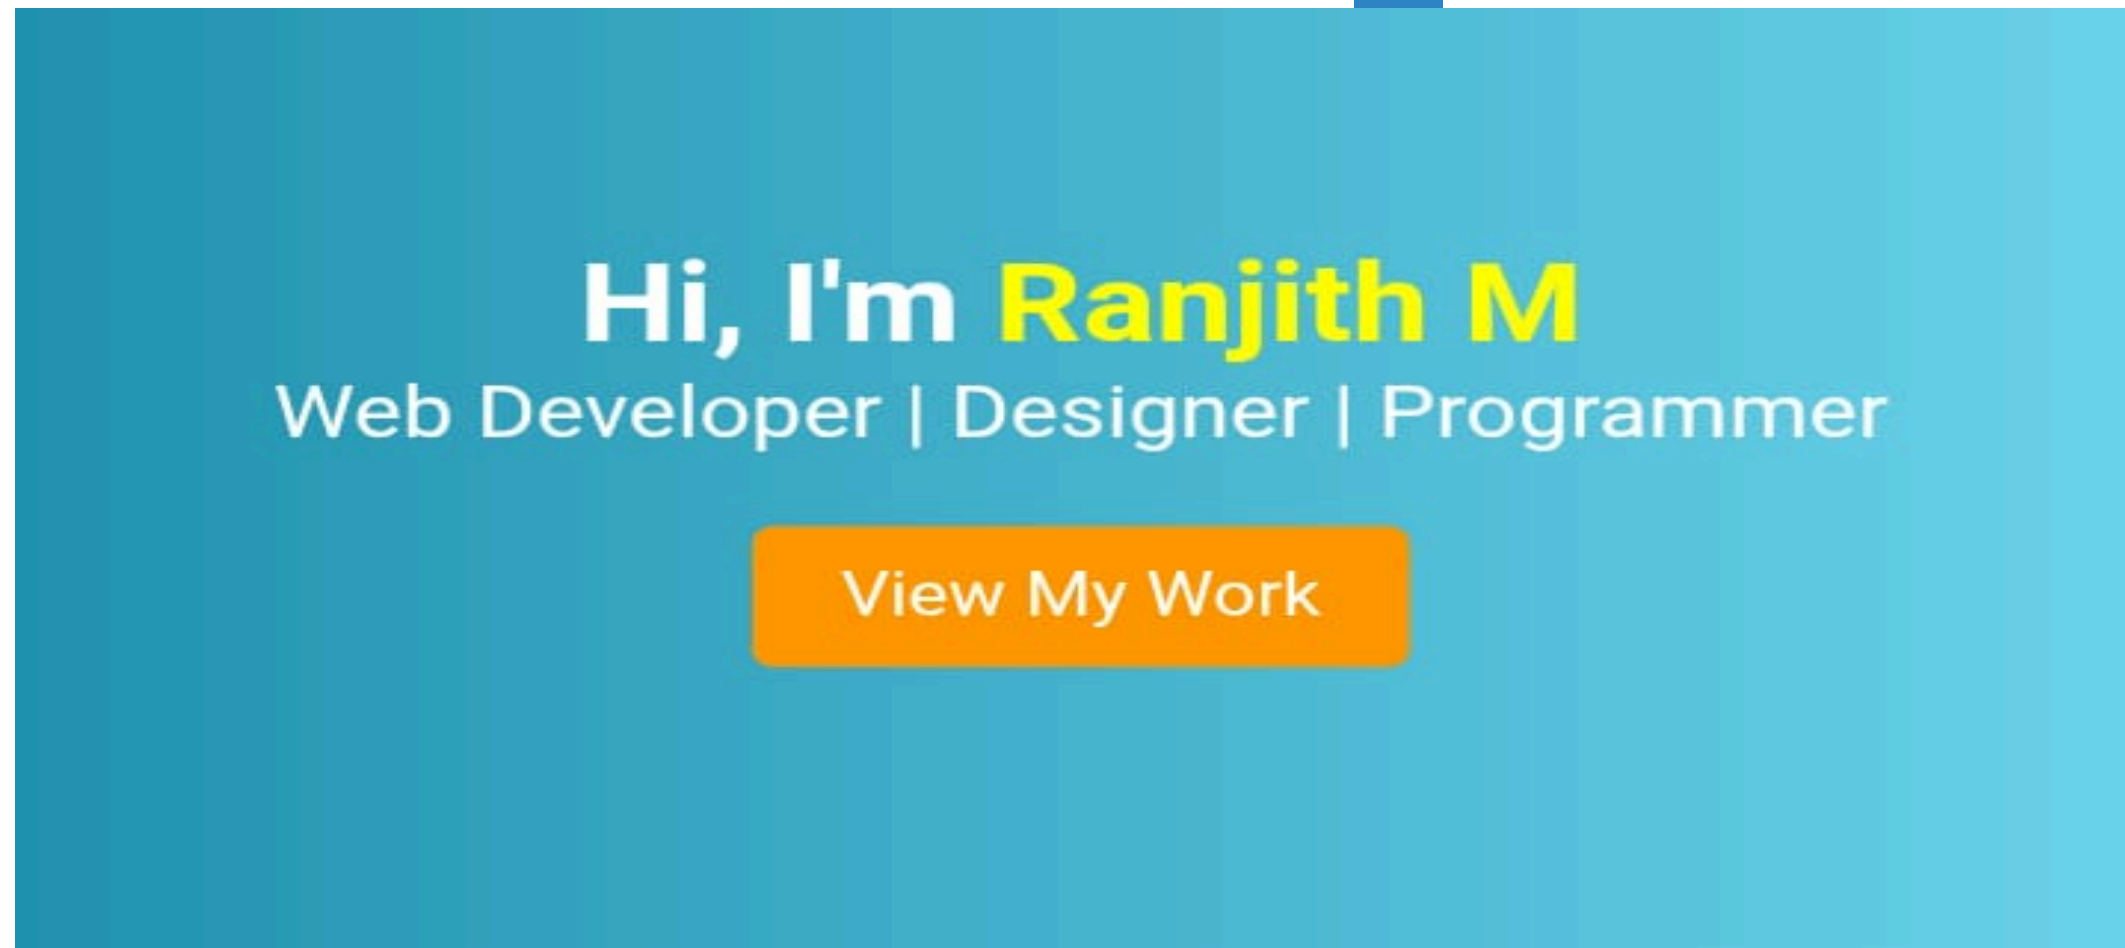 Hi, I'm Ranjith M
Web Developer | Designer | Programmer
View My Work